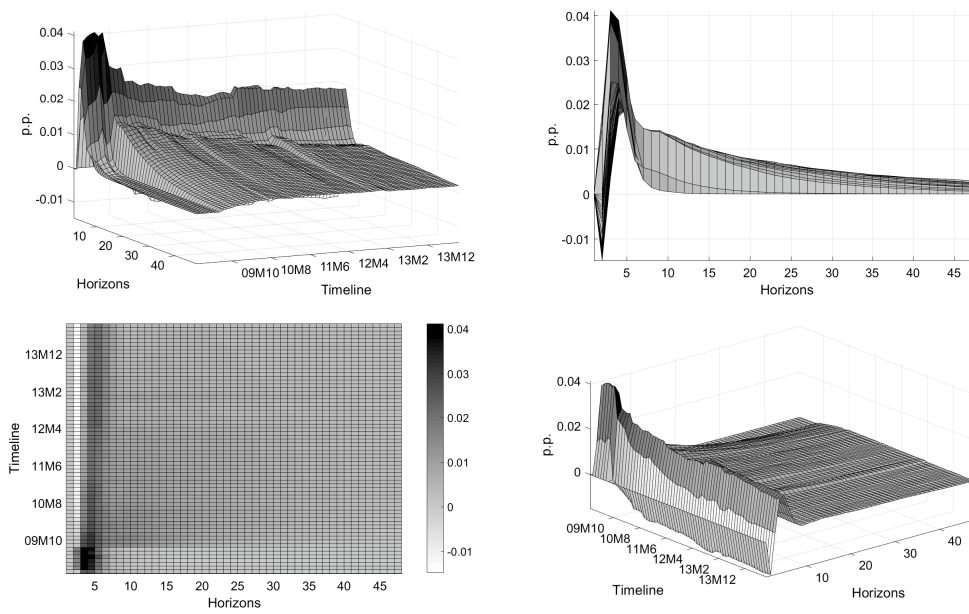 0.04
0.03
0.02
0.01
0
-0.01
p.p.
10
20
30
40
Horizons
09M10 10M8 11M6 12M4 13M2 13M12
Timeline
0.04
0.03
0.02
0.01
0
-0.01
p.p.
5 10 15 20 25 30 35 40 45
Horizons
13M12
13M2
12M4
11M6
10M8
09M10
Timeline
5 10 15 20 25 30 35 40 45
Horizons
0.04
0.03
0.02
0.01
0
-0.01
0.04
0.02
0
p.p.
09M10
10M8
11M6
12M4
13M2
13M12
Timeline
10
20
30
40
Horizons